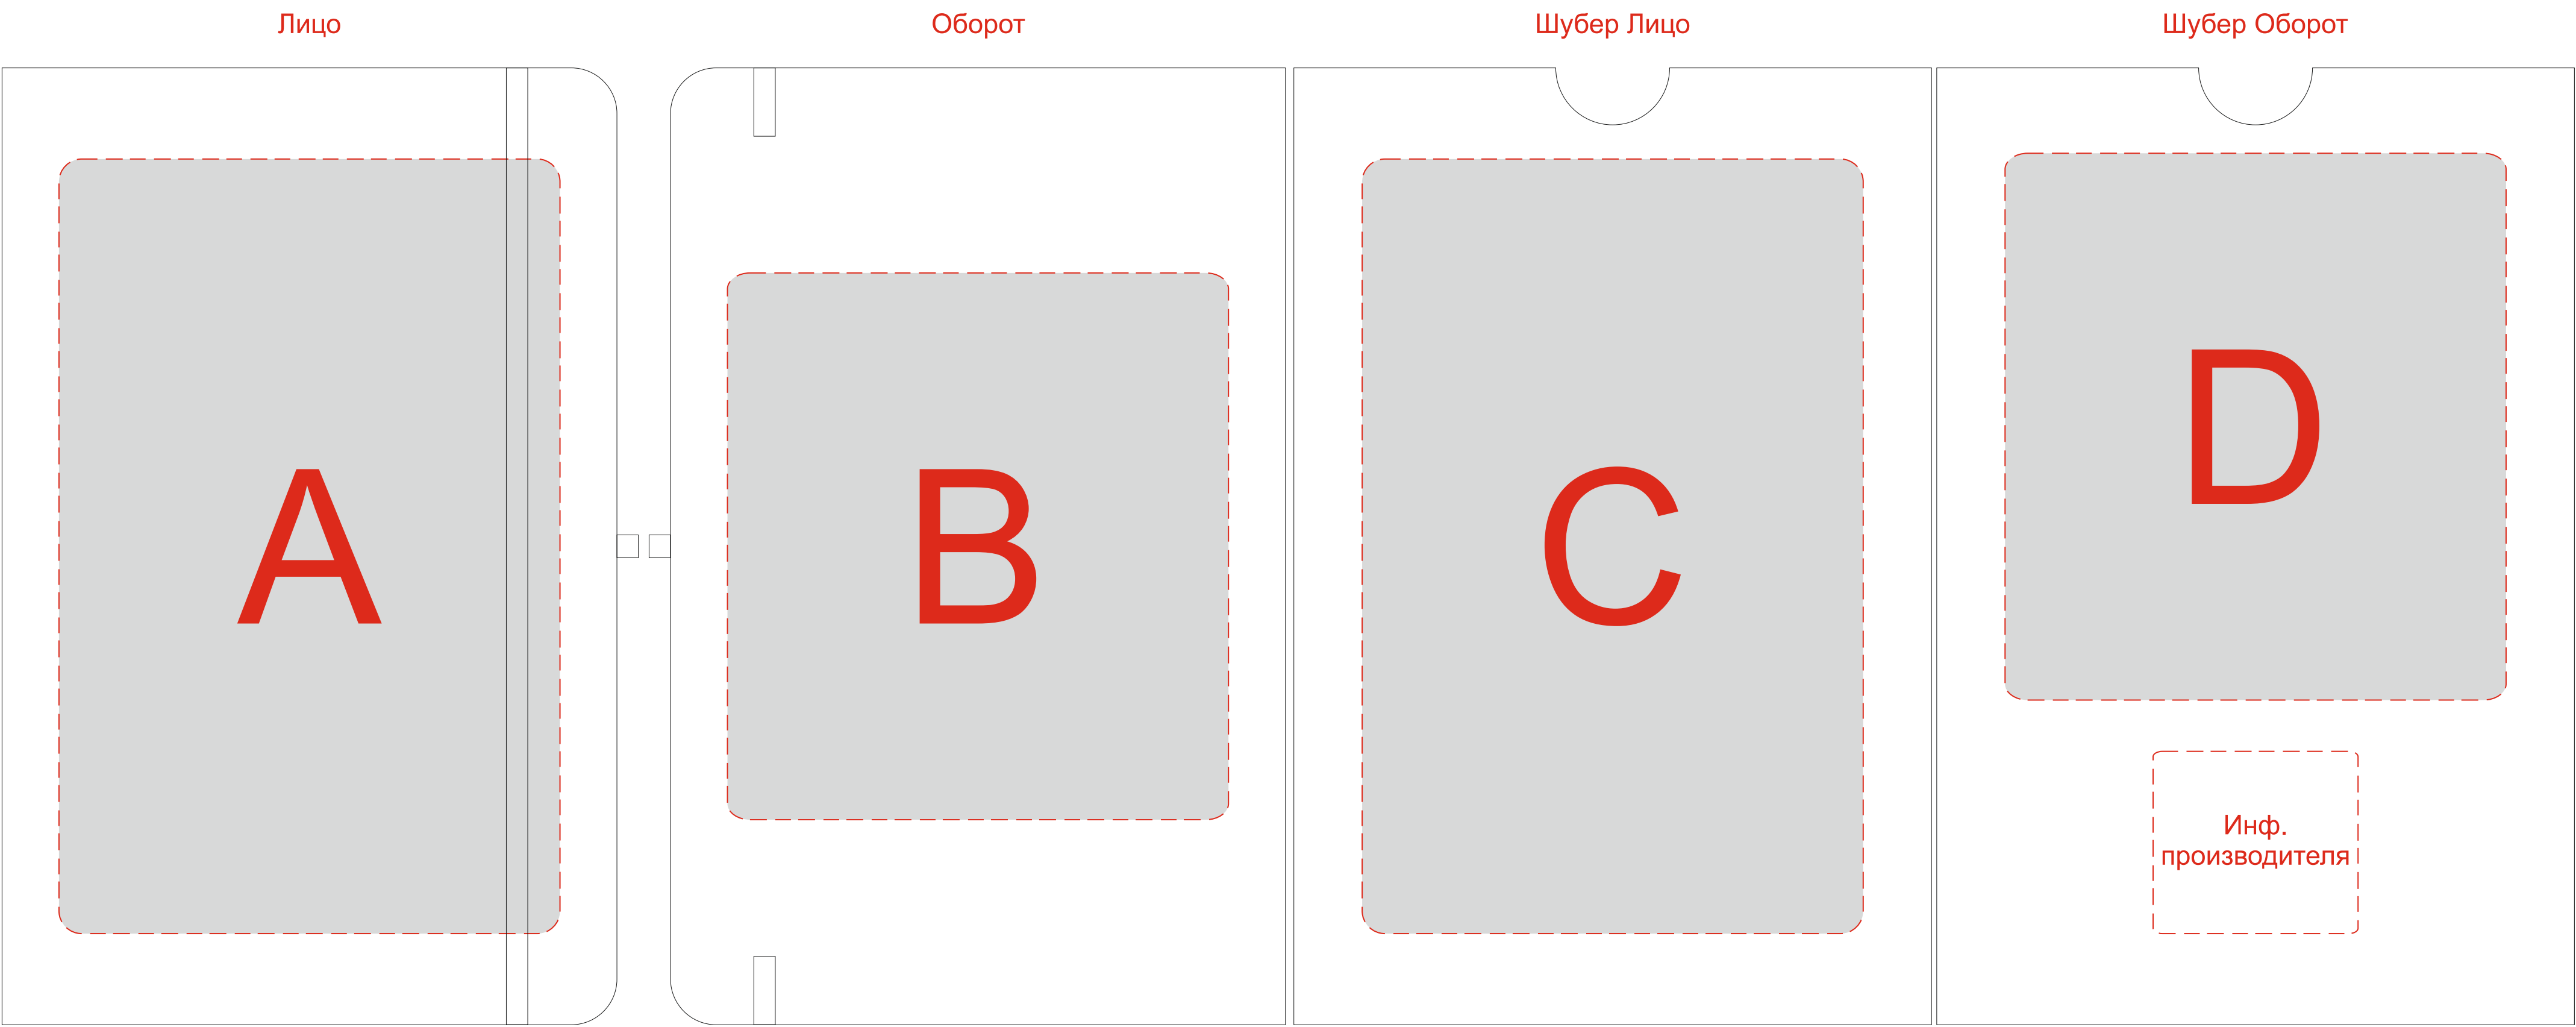 Лицо
Оборот
Шубер Лицо
Шубер Оборот
A
B
C
D
Инф.
производителя